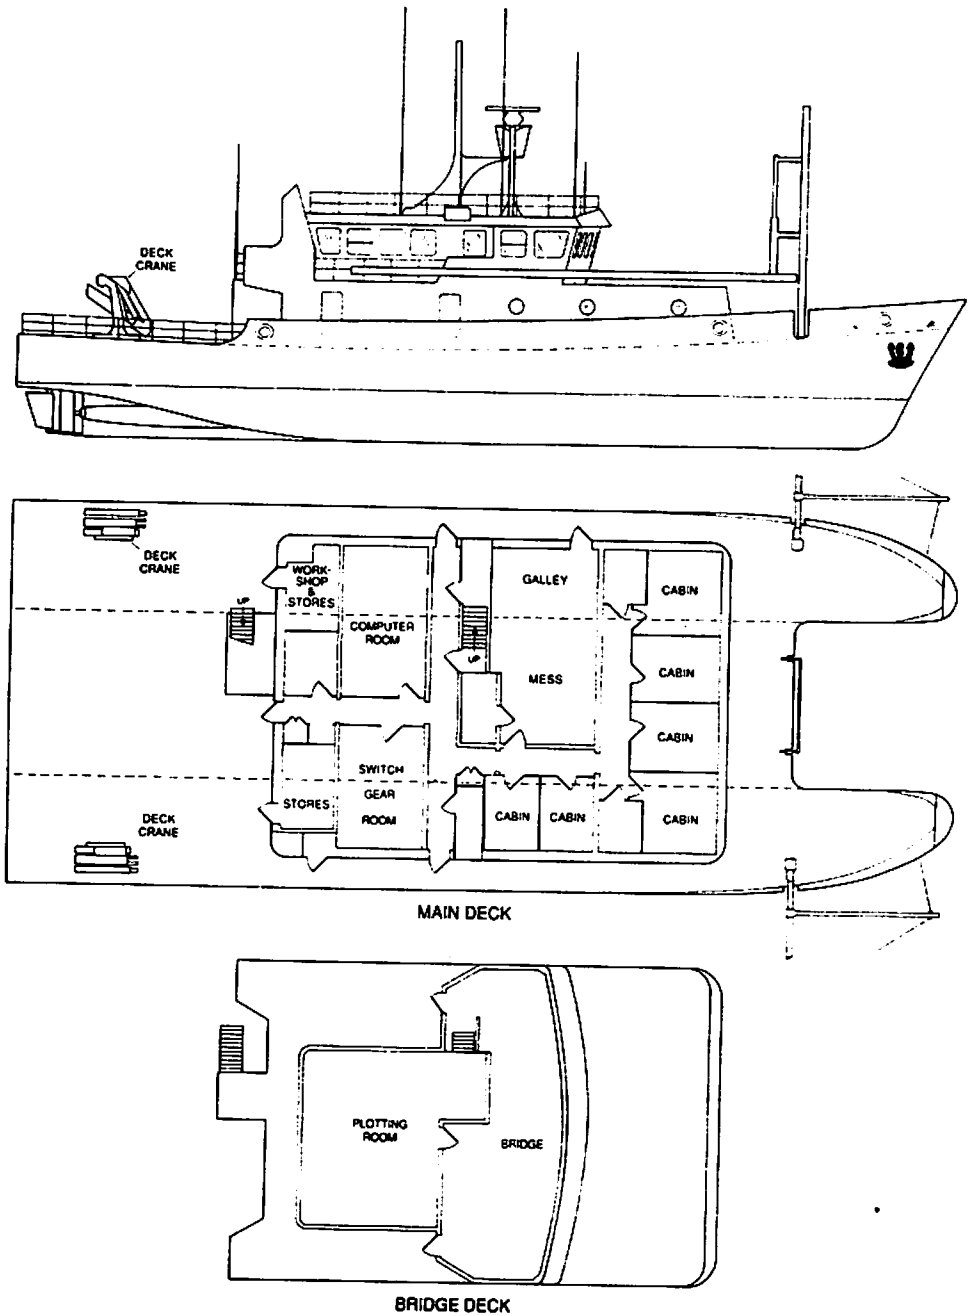 DECK
CRANE
DECK
CRANE
WORK-
SHOP
&
STORES
GALLEY
CABIN
UP
COMPUTER
ROOM
UP
MESS
CABIN
CABIN
SWITCH
GEAR
ROOM
STORES
CABIN
CABIN
CABIN
DECK
CRANE
MAIN DECK
PLOTTING
ROOM
BRIDGE
BRIDGE DECK